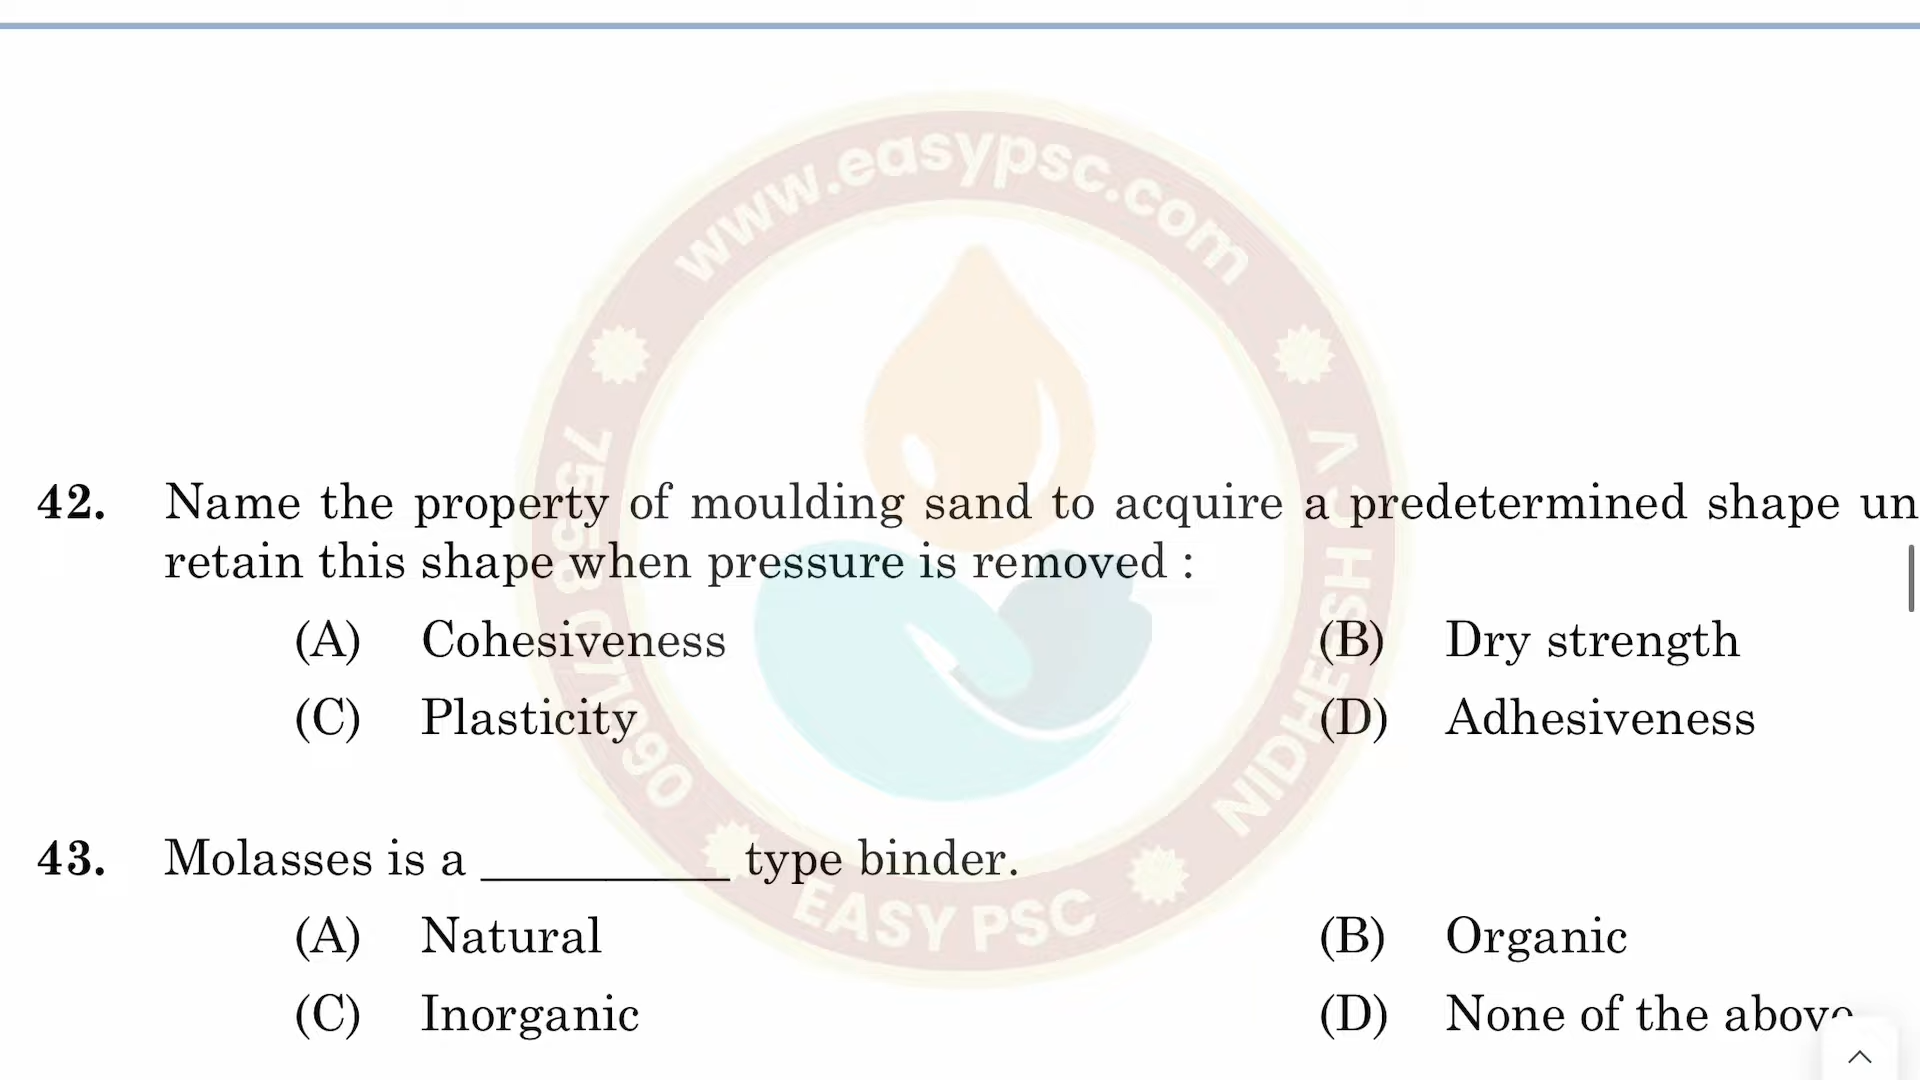 www.easypsc.com
42. Name the property of moulding sand to acquire a predetermined shape un
retain this shape when pressure is removed :
(A) Cohesiveness (B) Dry strength
(C) Plasticity (D) Adhesiveness
43. Molasses is a __________ type binder.
EASY PSC
(A) Natural (B) Organic
(C) Inorganic (D) None of the above